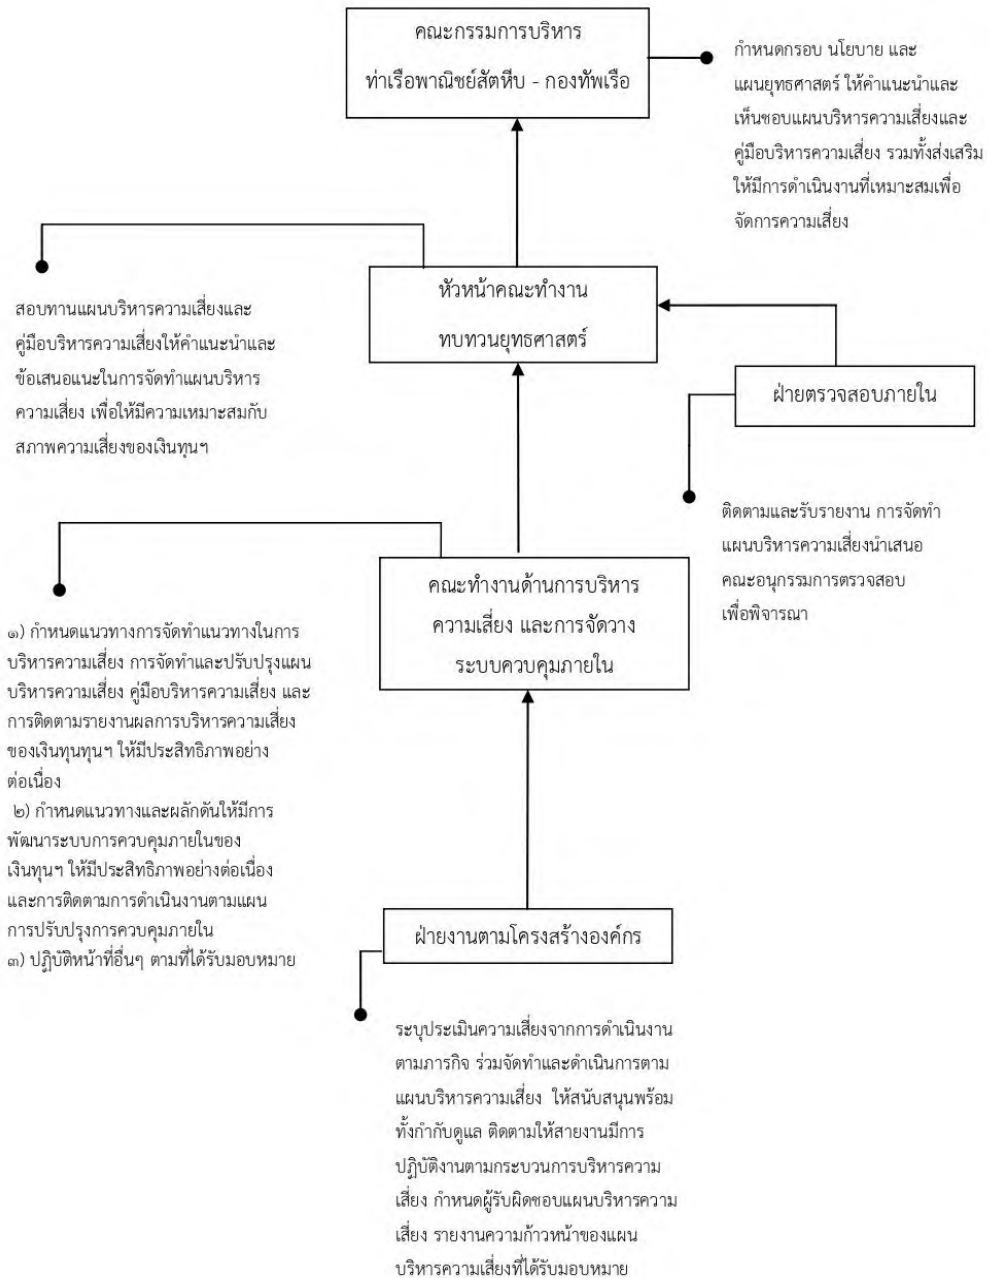 คณะกรรมการบริหาร
ท่าเรือพาณิชย์สัตหีบ - กองทัพเรือ
กำหนดกรอบ นโยบาย และ
แผนยุทธศาสตร์ ให้คำแนะนำและ
เห็นชอบแผนบริหารความเสี่ยงและ
คู่มือบริหารความเสี่ยง รวมทั้งส่งเสริม
ให้มีการดำเนินงานที่เหมาะสมเพื่อ
จัดการความเสี่ยง
หัวหน้าคณะทำงาน
ทบทวนยุทธศาสตร์
สอบทานแผนบริหารความเสี่ยงและ
คู่มือบริหารความเสี่ยงให้คำแนะนำและ
ข้อเสนอแนะในการจัดทำแผนบริหาร
ความเสี่ยง เพื่อให้มีความเหมาะสมกับ
สภาพความเสี่ยงของเงินทุนฯ
ฝ่ายตรวจสอบภายใน
ติดตามและรับรายงาน การจัดทำ
แผนบริหารความเสี่ยงนำเสนอ
คณะอนุกรรมการตรวจสอบ
เพื่อพิจารณา
คณะทำงานด้านการบริหาร
ความเสี่ยง และการจัดวาง
ระบบควบคุมภายใน
๑) กำหนดแนวทางการจัดทำแนวทางในการ
บริหารความเสี่ยง การจัดทำและปรับปรุงแผน
บริหารความเสี่ยง คู่มือบริหารความเสี่ยง และ
การติดตามรายงานผลการบริหารความเสี่ยง
ของเงินทุนทุนฯ ให้มีประสิทธิภาพอย่าง
ต่อเนื่อง
๒) กำหนดแนวทางและผลักดันให้มีการ
พัฒนาระบบการควบคุมภายในของ
เงินทุนฯ ให้มีประสิทธิภาพอย่างต่อเนื่อง
และการติดตามการดำเนินงานตามแผน
การปรับปรุงการควบคุมภายใน
๓) ปฏิบัติหน้าที่อื่นๆ ตามที่ได้รับมอบหมาย
ฝ่ายงานตามโครงสร้างองค์กร
ระบุประเมินความเสี่ยงจากการดำเนินงาน
ตามภารกิจ ร่วมจัดทำและดำเนินการตาม
แผนบริหารความเสี่ยง ให้สนับสนุนพร้อม
ทั้งกำกับดูแล ติดตามให้สายงานมีการ
ปฏิบัติงานตามกระบวนการบริหารความ
เสี่ยง กำหนดผู้รับผิดชอบแผนบริหารความ
เสี่ยง รายงานความก้าวหน้าของแผน
บริหารความเสี่ยงที่ได้รับมอบหมาย